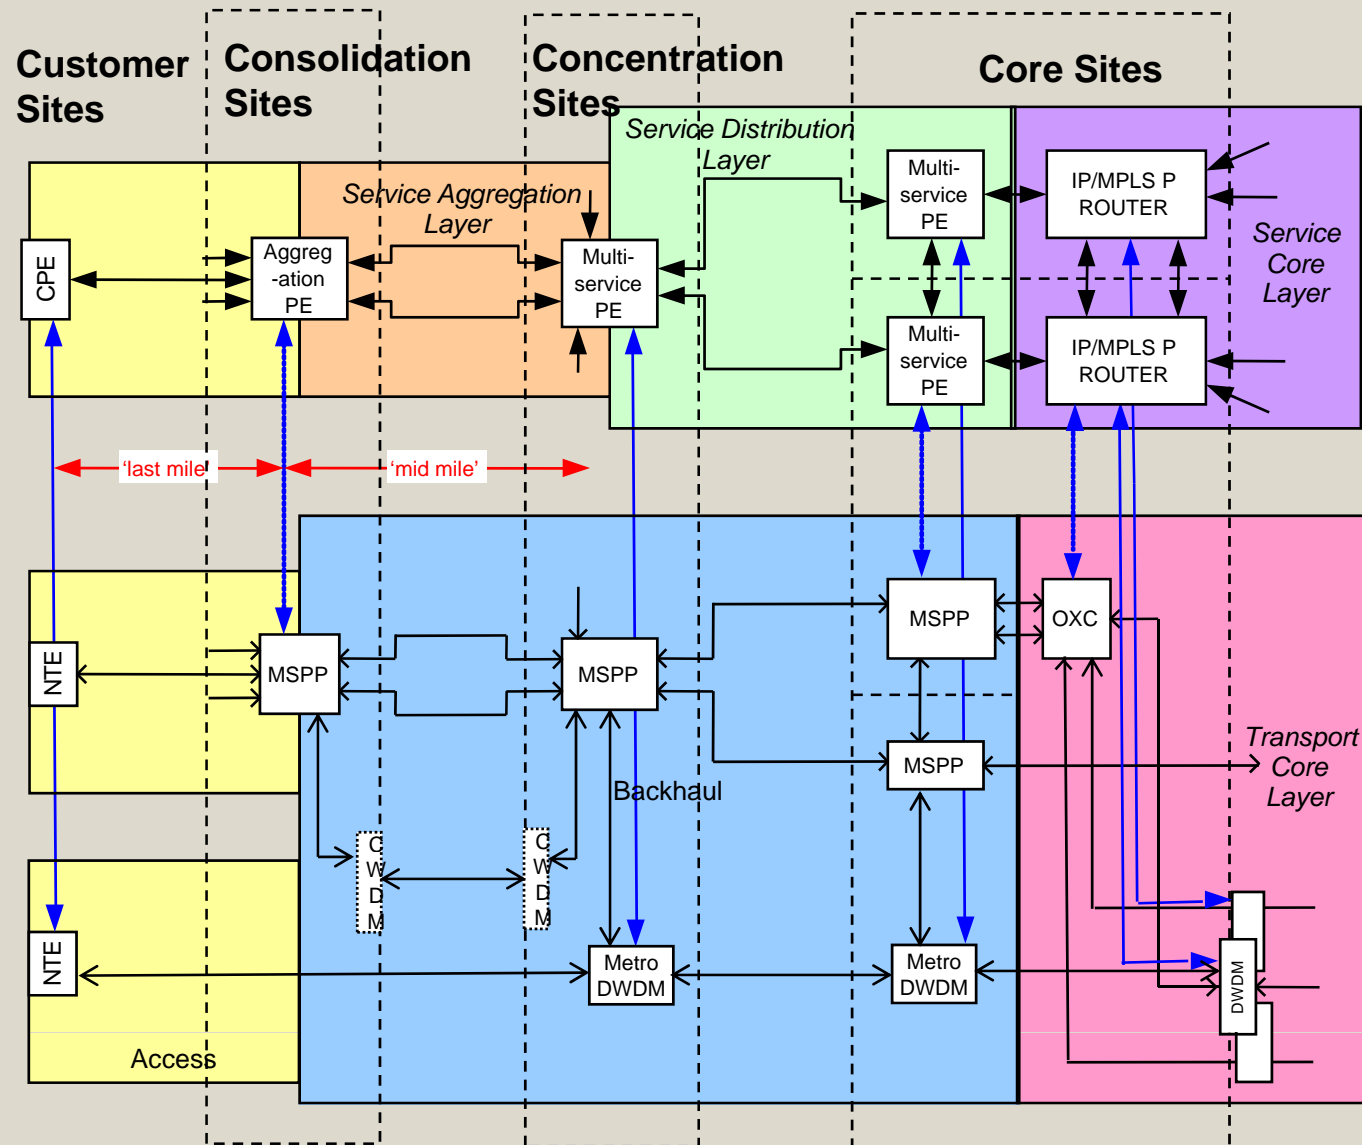 Customer
Sites
Consolidation
Sites
Concentration
Sites
Core Sites
Service Distribution
Layer
Service Aggregation
Layer
Service
Core
Layer
CPE
Aggreg
-ation
PE
Multi-
service
PE
Multi-
service
PE
Multi-
service
PE
IP/MPLS P
ROUTER
IP/MPLS P
ROUTER
'last mile'
'mid mile'
NTE
MSPP
MSPP
MSPP
OXC
MSPP
Backhaul
Transport
Core
Layer
C
W
D
M
C
W
D
M
NTE
Metro
DWDM
Metro
DWDM
DWDM
Access